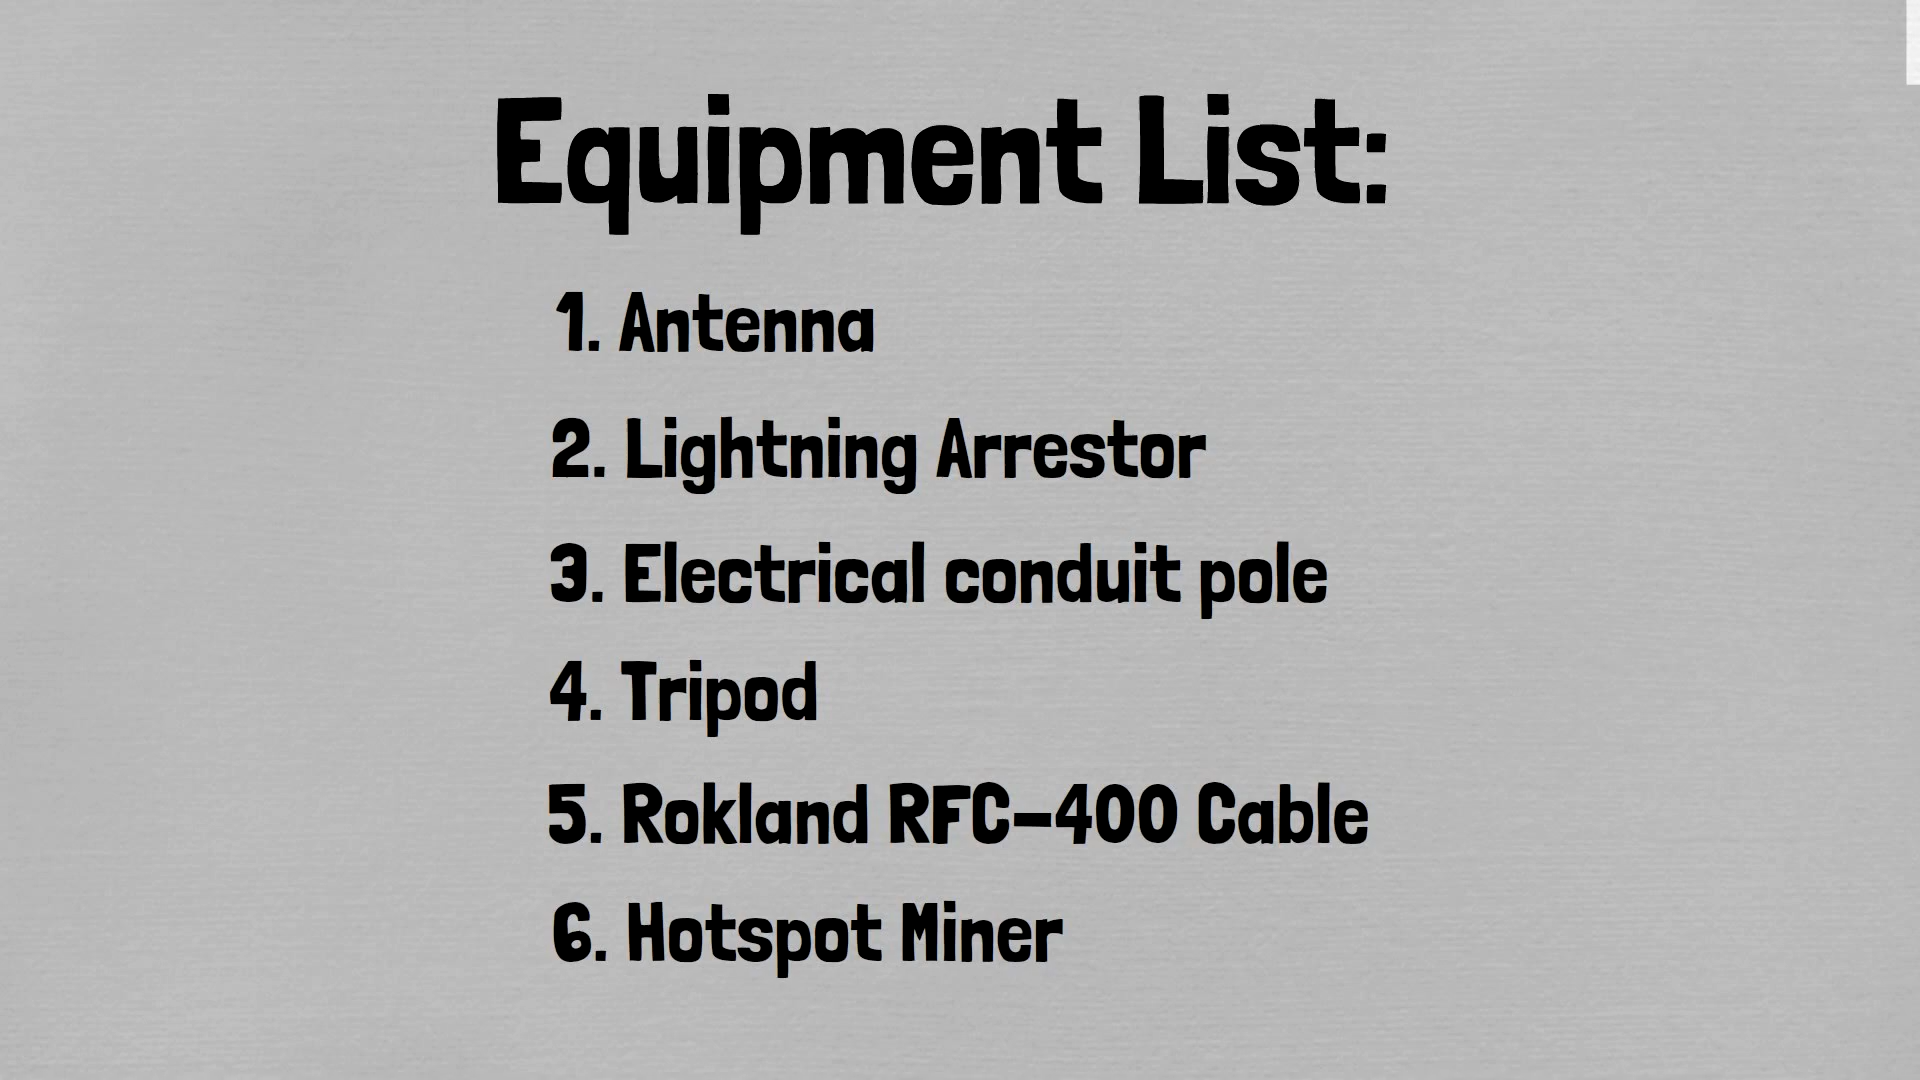 Equipment List:
1. Antenna
2. Lightning Arrestor
3. Electrical conduit pole
4. Tripod
5. Rokland RFC-400 Cable
6. Hotspot Miner